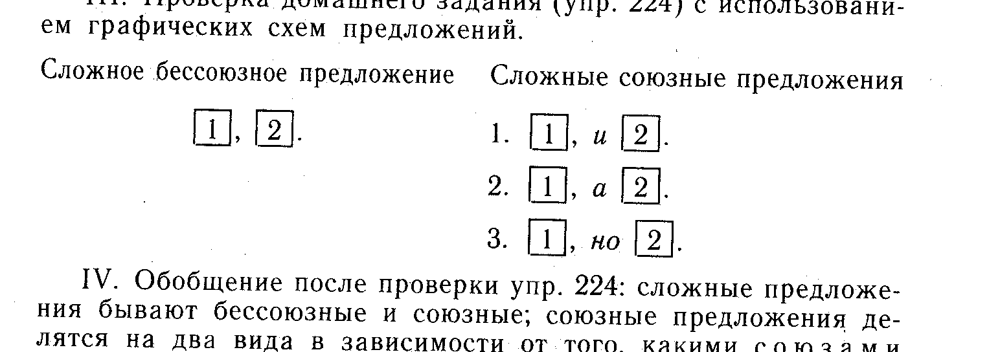 III. Проверка домашнего задания (упр. 224) с использовани-
ем графических схем предложений.
Сложное бессоюзное предложение Сложные союзные предложения
1, 2. 1. 1, и 2.
2. 1, а 2.
3. 1, но 2.
IV. Обобщение после проверки упр. 224: сложные предложе-
ния бывают бессоюзные и союзные; союзные предложения де-
лятся на два вида в зависимости от того, какими союзами